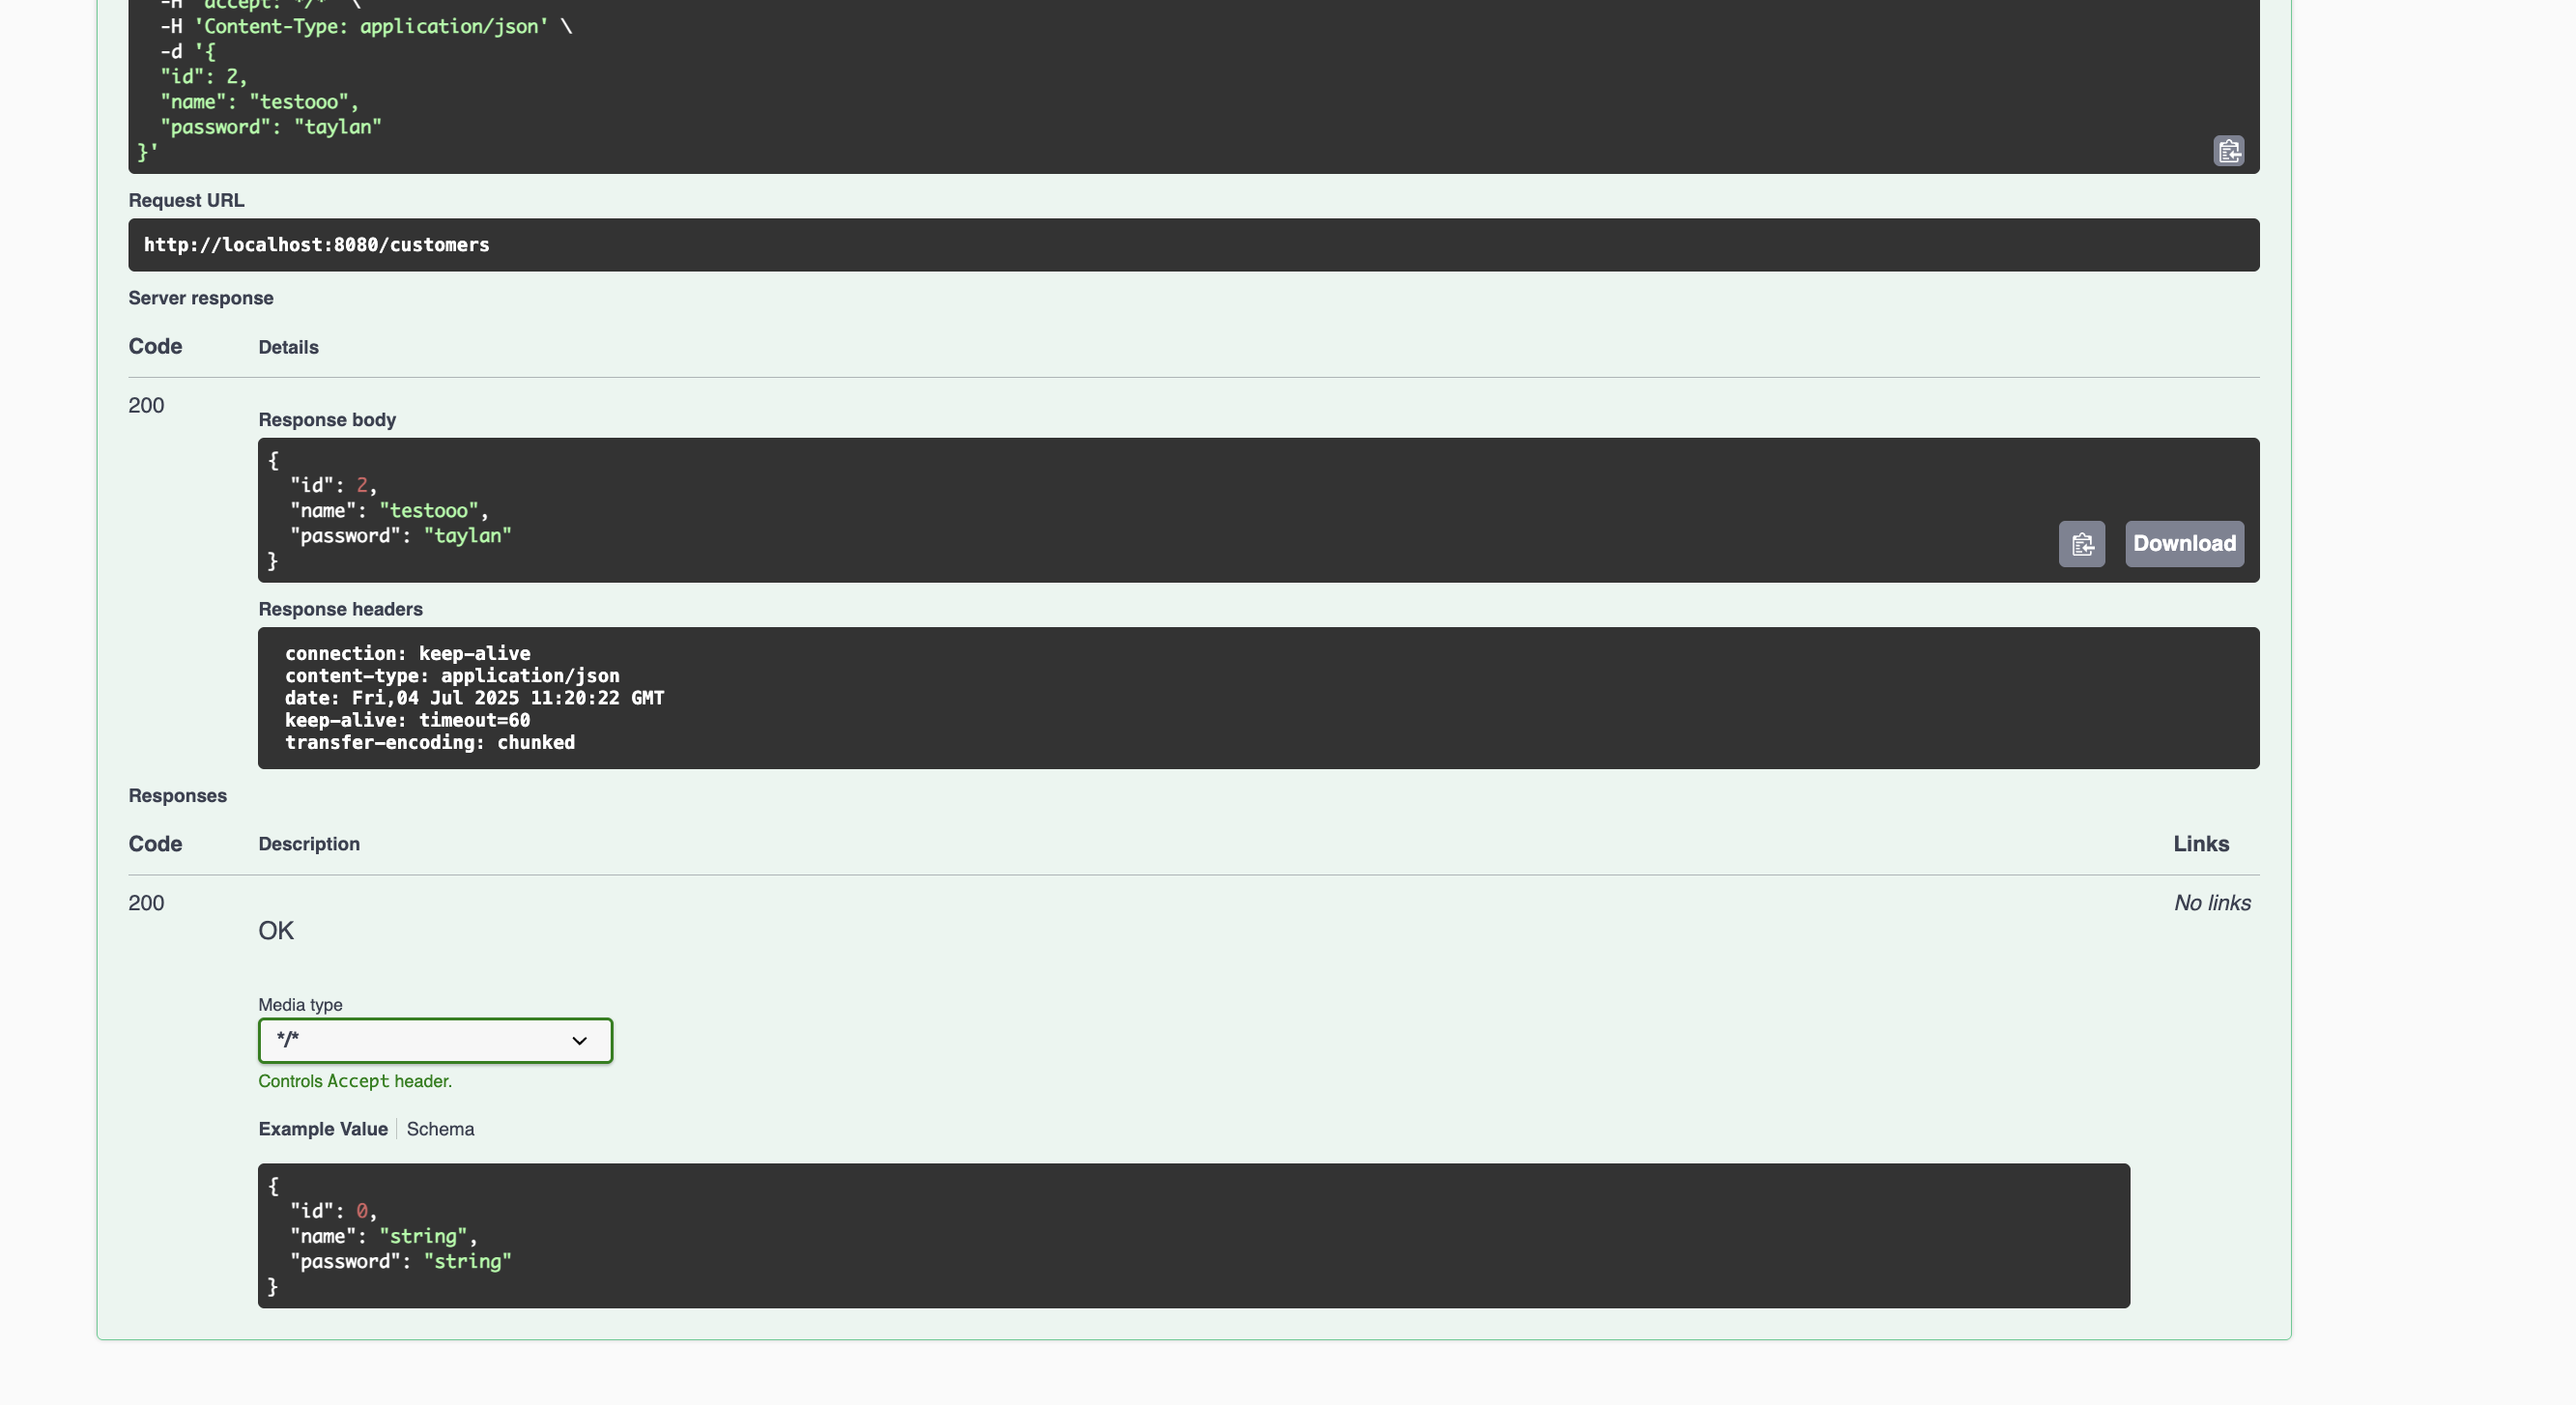 -H 'accept: */*' \
-H 'Content-Type: application/json' \
-d '{
"id": 2,
"name": "testooo",
"password": "taylan"
}'
Request URL
http://localhost:8080/customers
Server response
Code Details
200
Response body
{
"id": 2,
"name": "testooo",
"password": "taylan"
}
Download
Response headers
connection: keep-alive
content-type: application/json
date: Fri,04 Jul 2025 11:20:22 GMT
keep-alive: timeout=60
transfer-encoding: chunked
Responses
Code Description Links
200 No links
OK
Media type
*/*
Controls Accept header.
Example Value Schema
{
"id": 0,
"name": "string",
"password": "string"
}